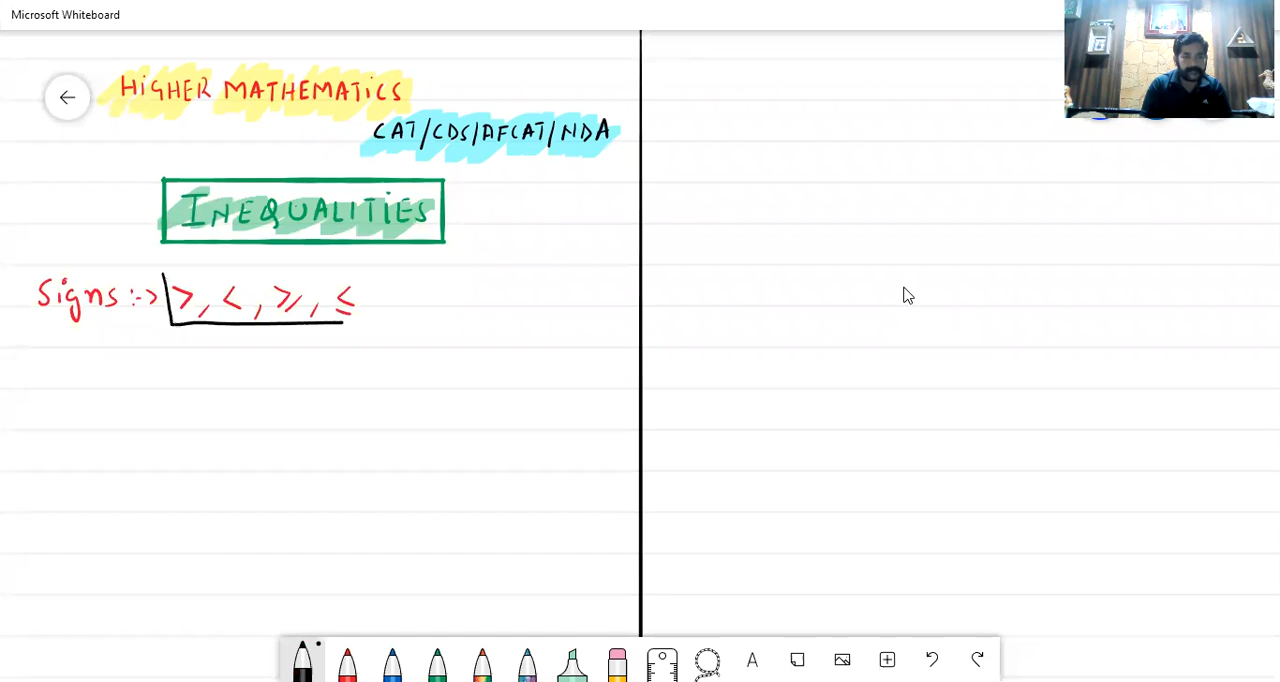 Microsoft Whiteboard
HiGHER MATHEMATiCS
CAT/CDS/AFCAT/NDA
INEQUALITiES
Signs :-> >, <, ≥, ≤
A